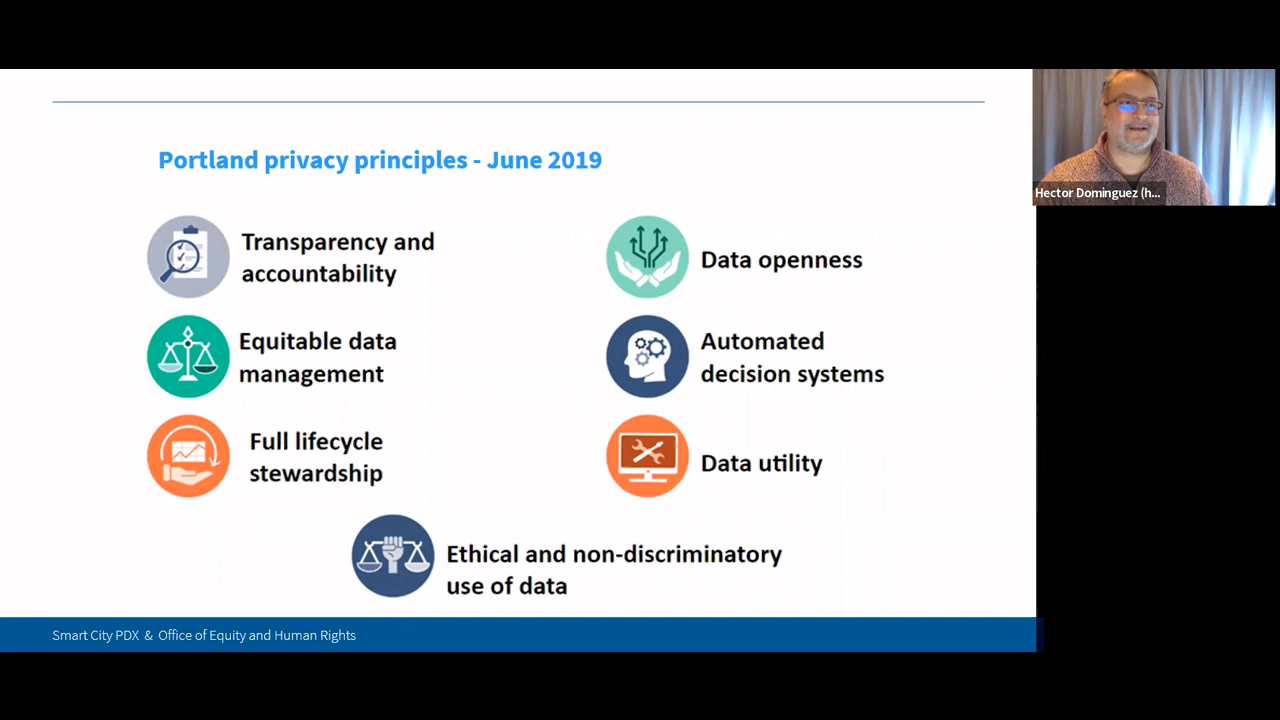 Portland privacy principles - June 2019
Transparency and
accountability
Data openness
Equitable data
management
Automated
decision systems
Full lifecycle
stewardship
Data utility
Ethical and non-discriminatory
use of data
Smart City PDX & Office of Equity and Human Rights
Hector Dominguez (h...